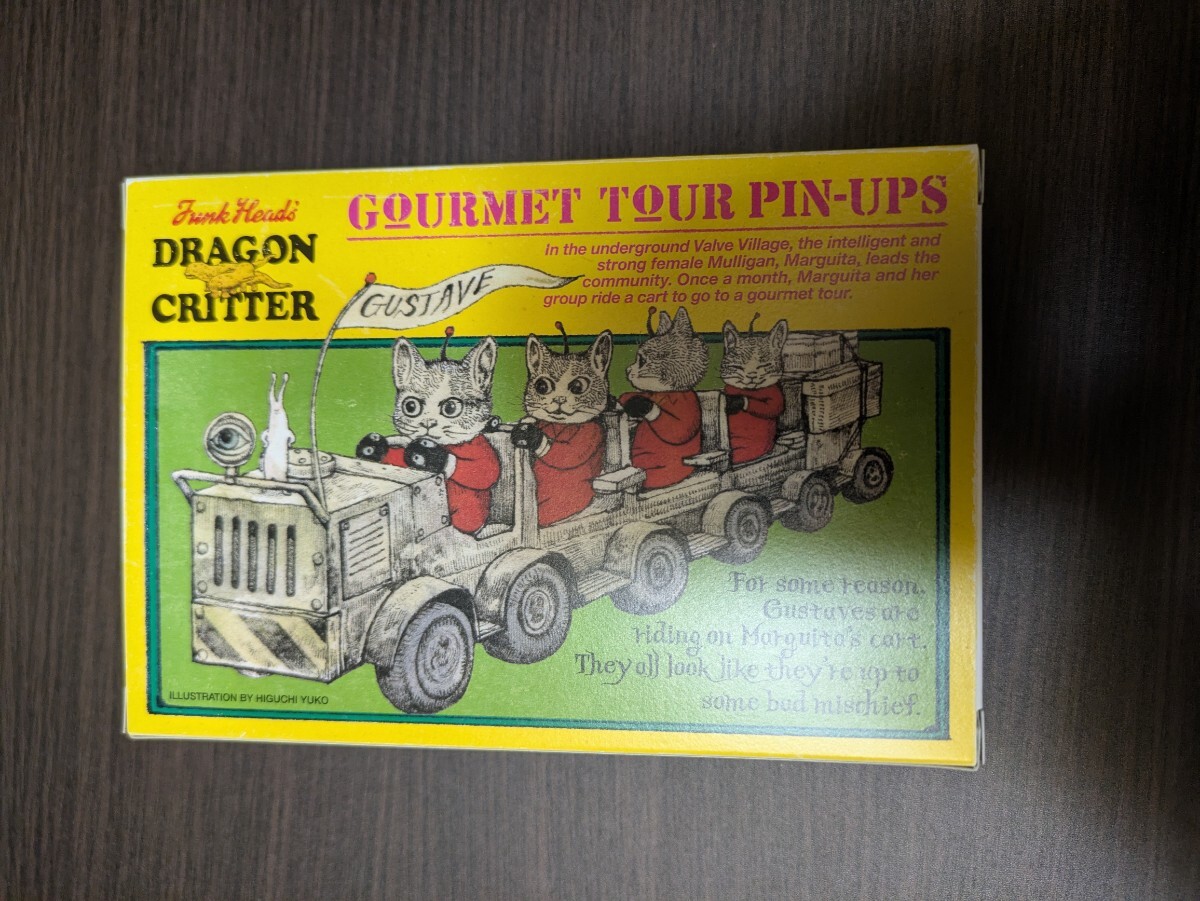 Junk Head's
DRAGON
CRITTER
GOURMET TOUR PIN-UPS
In the underground Valve Village, the intelligent and
strong female Mulligan, Marguita, leads the
community. Once a month, Marguita and her
group ride a cart to go to a gourmet tour.
GUSTAVE
For some reason,
Gustaves are
riding on Marguita's cart.
They all look like they're up to
some bad mischief.
ILLUSTRATION BY HIGUCHI YUKO